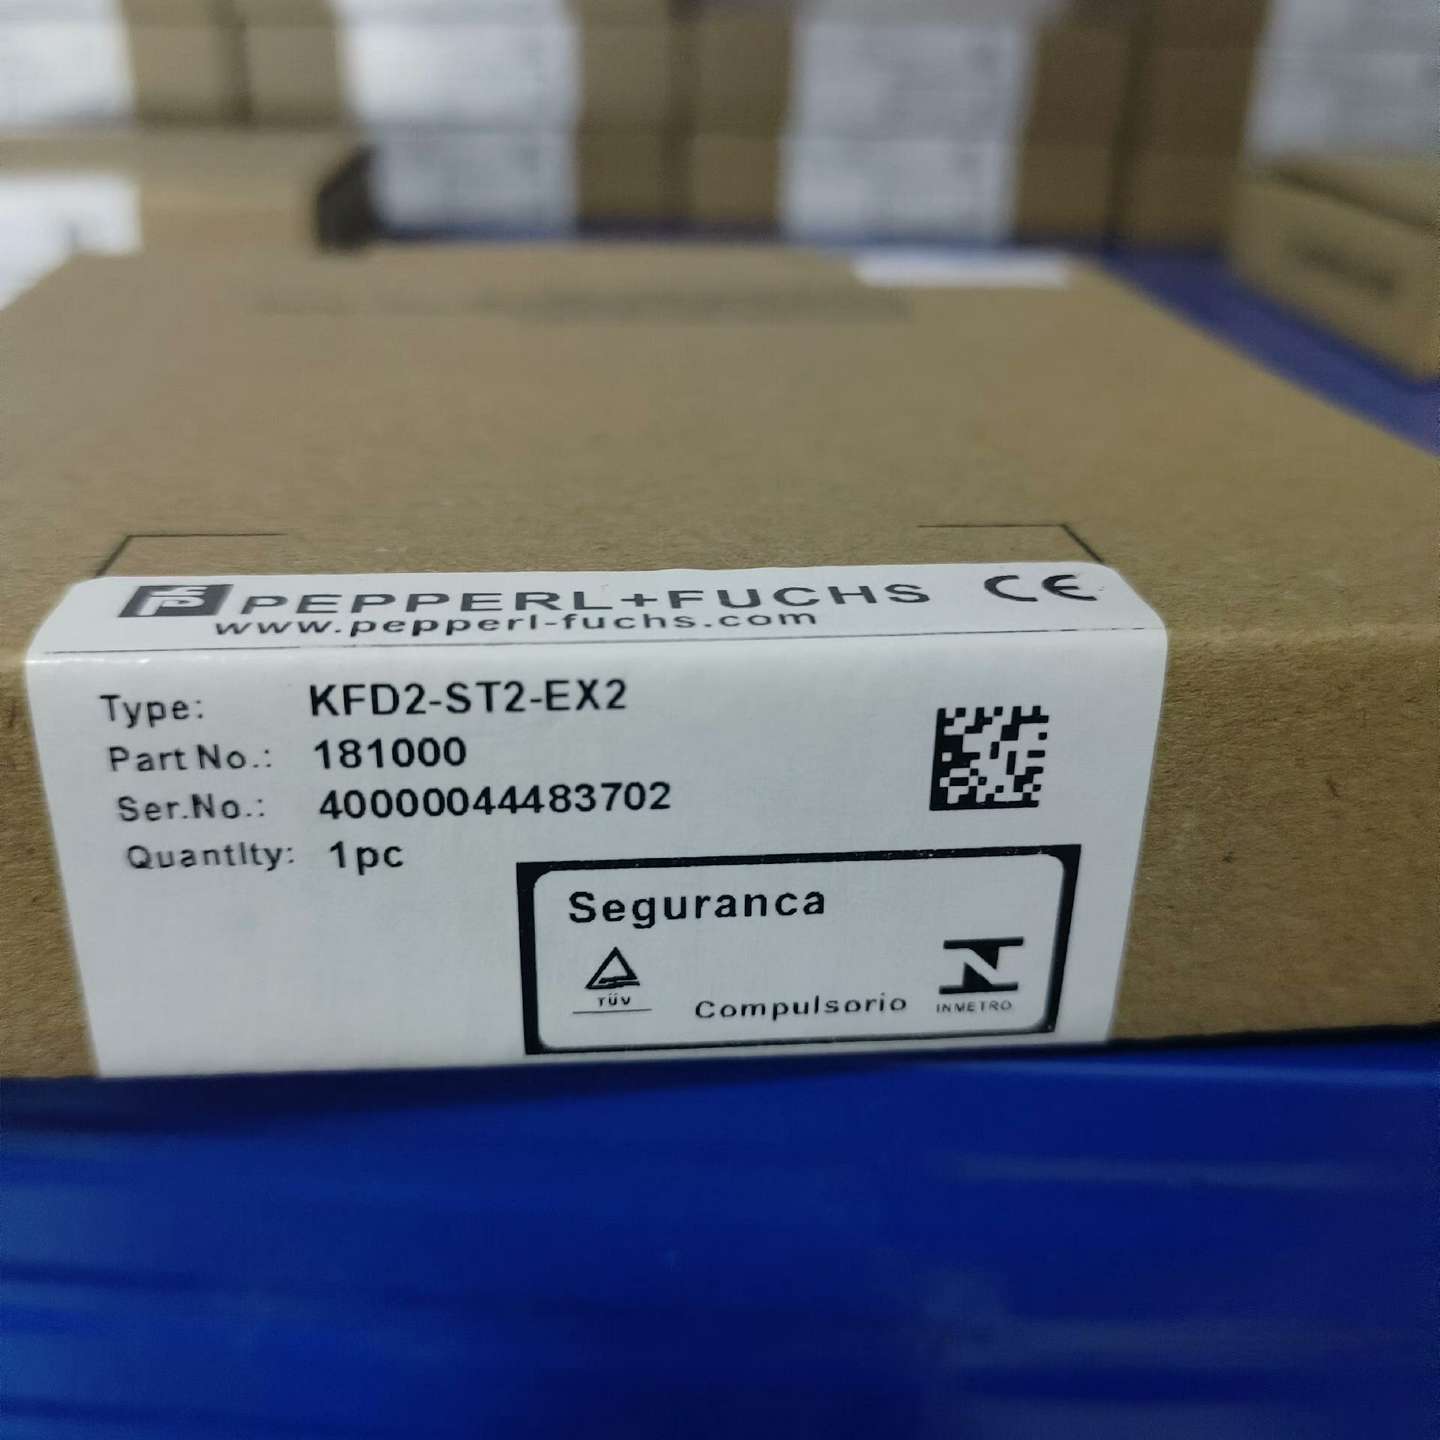 PEPPERL+FUCHS CE
www.pepperl-fuchs.com
Type: KFD2-ST2-EX2
Part No.: 181000
Ser.No.: 40000044483702
Quantity: 1pc
Seguranca
TÜV
Compulsorio
INMETRO